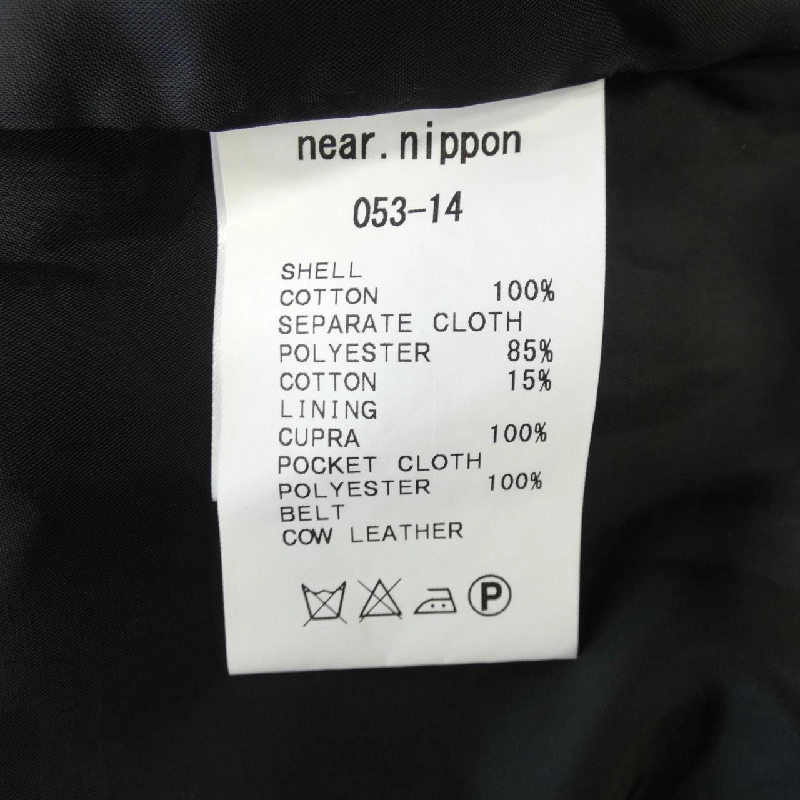 near.nippon
053-14
SHELL
COTTON 100%
SEPARATE CLOTH
POLYESTER 85%
COTTON 15%
LINING
CUPRA 100%
POCKET CLOTH
POLYESTER 100%
BELT
COW LEATHER
P